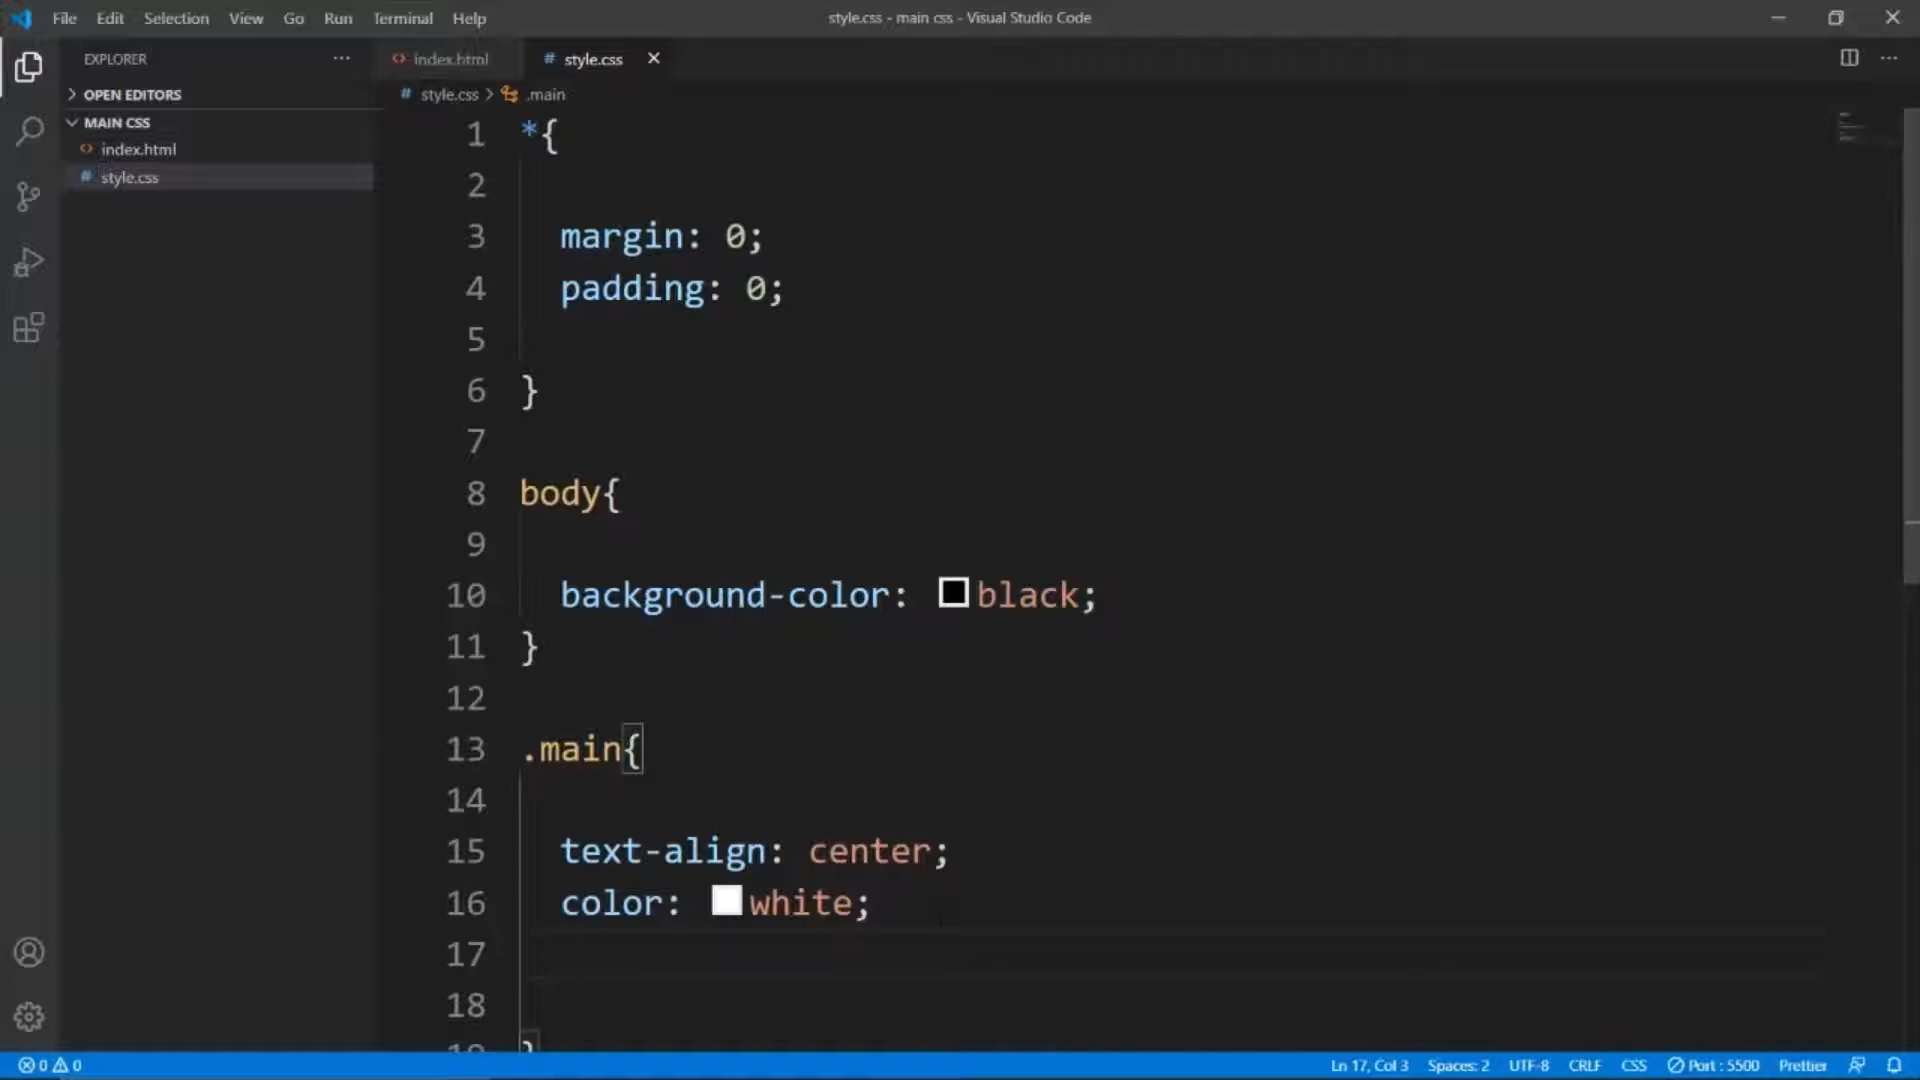 File Edit Selection View Go Run Terminal Help
style.css - main css - Visual Studio Code
EXPLORER
OPEN EDITORS
MAIN CSS
index.html
style.css
index.html
style.css
style.css > .main
1 *{
2
3 margin: 0;
4 padding: 0;
5
6 }
7
8 body{
9
10 background-color: black;
11 }
12
13 .main{
14
15 text-align: center;
16 color: white;
17
18
19 }
0 0
Ln 17, Col 3 Spaces: 2 UTF-8 CRLF CSS Port : 5500 Prettier